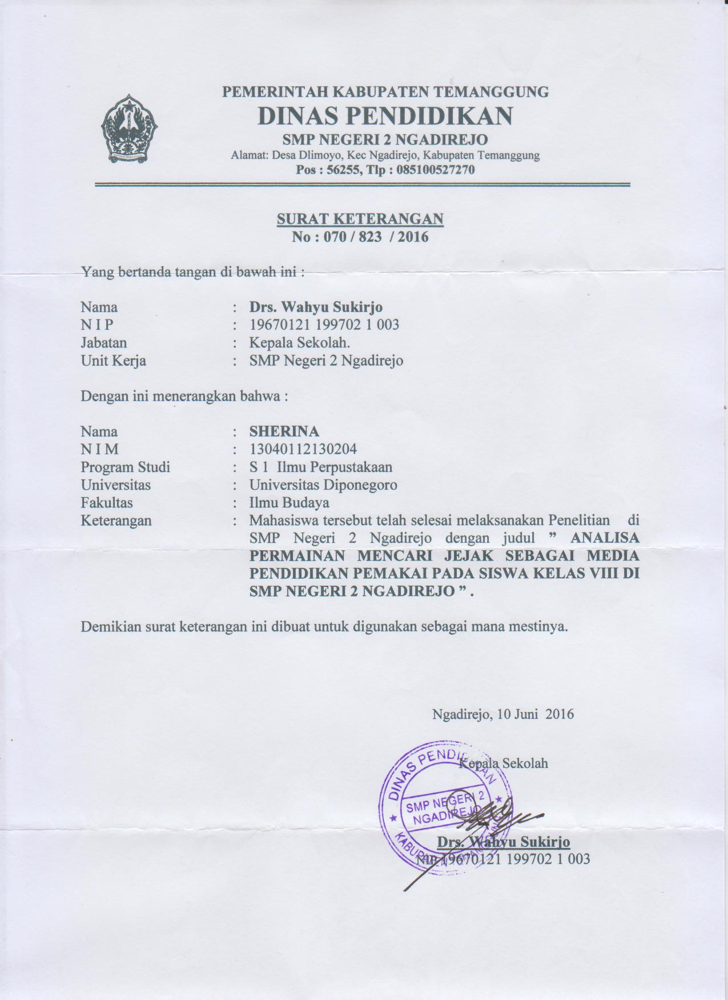 PEMERINTAH KABUPATEN TEMANGGUNG
DINAS PENDIDIKAN
SMP NEGERI 2 NGADIREJO
Alamat: Desa Dlimoyo, Kec Ngadirejo, Kabupaten Temanggung
Pos : 56255, Tlp : 085100527270
SURAT KETERANGAN
No : 070 / 823 / 2016
Yang bertanda tangan di bawah ini :
Nama : Drs. Wahyu Sukirjo
N I P : 19670121 199702 1 003
Jabatan : Kepala Sekolah.
Unit Kerja : SMP Negeri 2 Ngadirejo
Dengan ini menerangkan bahwa :
Nama : SHERINA
N I M : 13040112130204
Program Studi : S 1 Ilmu Perpustakaan
Universitas : Universitas Diponegoro
Fakultas : Ilmu Budaya
Keterangan : Mahasiswa tersebut telah selesai melaksanakan Penelitian di
SMP Negeri 2 Ngadirejo dengan judul ” ANALISA
PERMAINAN MENCARI JEJAK SEBAGAI MEDIA
PENDIDIKAN PEMAKAI PADA SISWA KELAS VIII DI
SMP NEGERI 2 NGADIREJO ” .
Demikian surat keterangan ini dibuat untuk digunakan sebagai mana mestinya.
Ngadirejo, 10 Juni 2016
Kepala Sekolah
DINAS PENDIDIKAN
SMP NEGERI 2
NGADIREJO
KABUPATEN TEMANGGUNG
Drs. Wahyu Sukirjo
NIP 19670121 199702 1 003